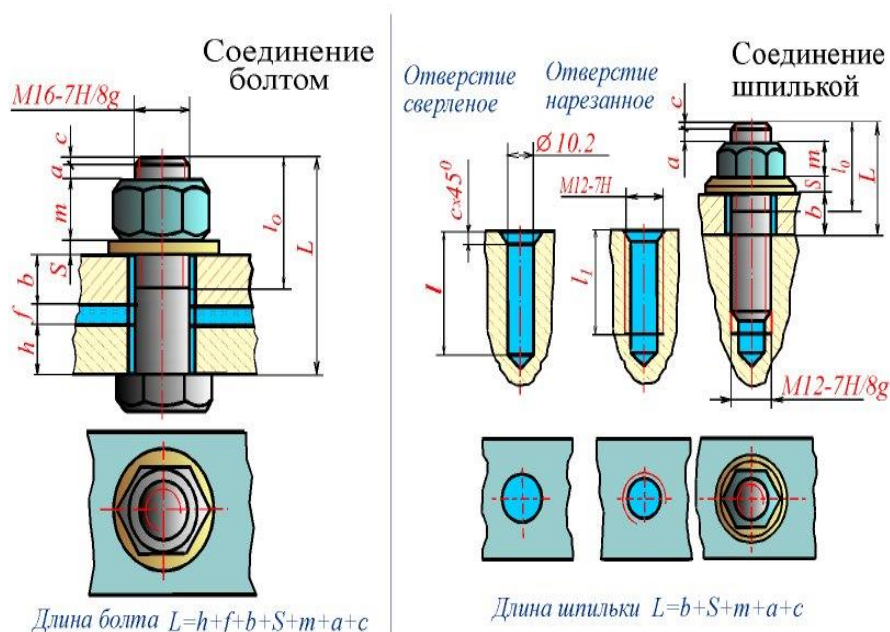 Соединение
болтом
M16-7H/8g
c
a
m
S
b
f
h
l₀
L
Длина болта L=h+f+b+S+m+a+c
Отверстие
сверленое
Ø10.2
c×45⁰
l
Отверстие
нарезанное
M12-7H
l₁
Соединение
шпилькой
c
a
m
S
b
l₀
L
M12-7H/8g
Длина шпильки L=b+S+m+a+c